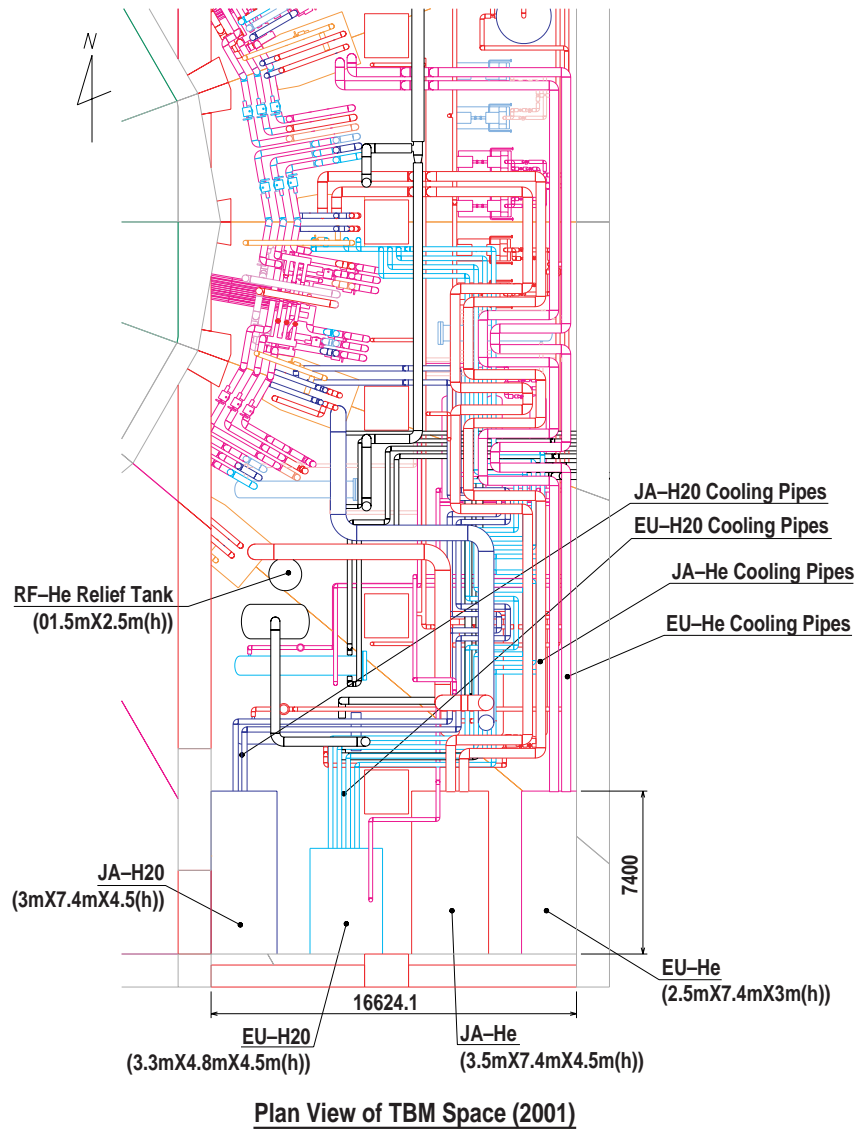 N
JA–H20 Cooling Pipes
EU–H20 Cooling Pipes
JA–He Cooling Pipes
EU–He Cooling Pipes
RF–He Relief Tank
(01.5mX2.5m(h))
JA–H20
(3mX7.4mX4.5(h))
7400
EU–He
(2.5mX7.4mX3m(h))
16624.1
EU–H20
(3.3mX4.8mX4.5m(h))
JA–He
(3.5mX7.4mX4.5m(h))
Plan View of TBM Space (2001)